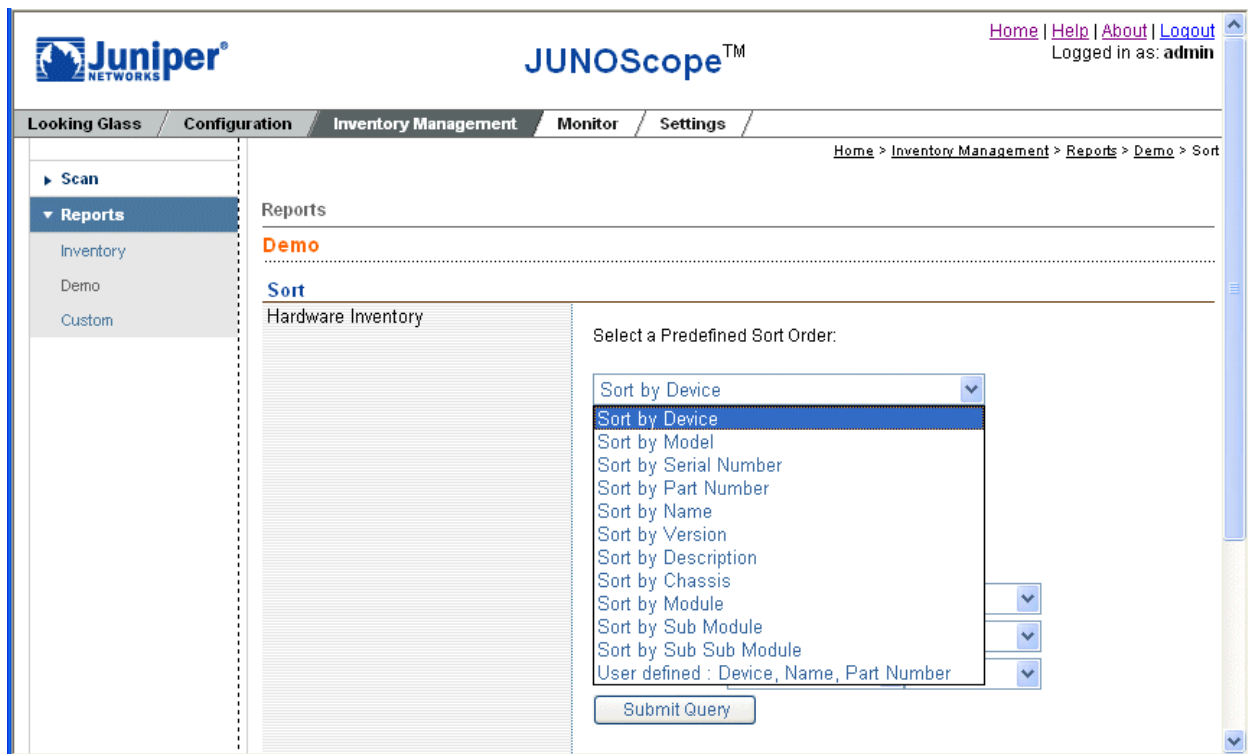 Home | Help | About | Logout
Juniper®
NETWORKS
JUNOScope™
Logged in as: admin
Looking Glass / Configuration / Inventory Management / Monitor / Settings /
Home > Inventory Management > Reports > Demo > Sort
Scan
Reports
Inventory
Demo
Custom
Reports
Demo
Sort
Hardware Inventory
Select a Predefined Sort Order:
Sort by Device
Sort by Device
Sort by Model
Sort by Serial Number
Sort by Part Number
Sort by Name
Sort by Version
Sort by Description
Sort by Chassis
Sort by Module
Sort by Sub Module
Sort by Sub Sub Module
User defined : Device, Name, Part Number
Submit Query